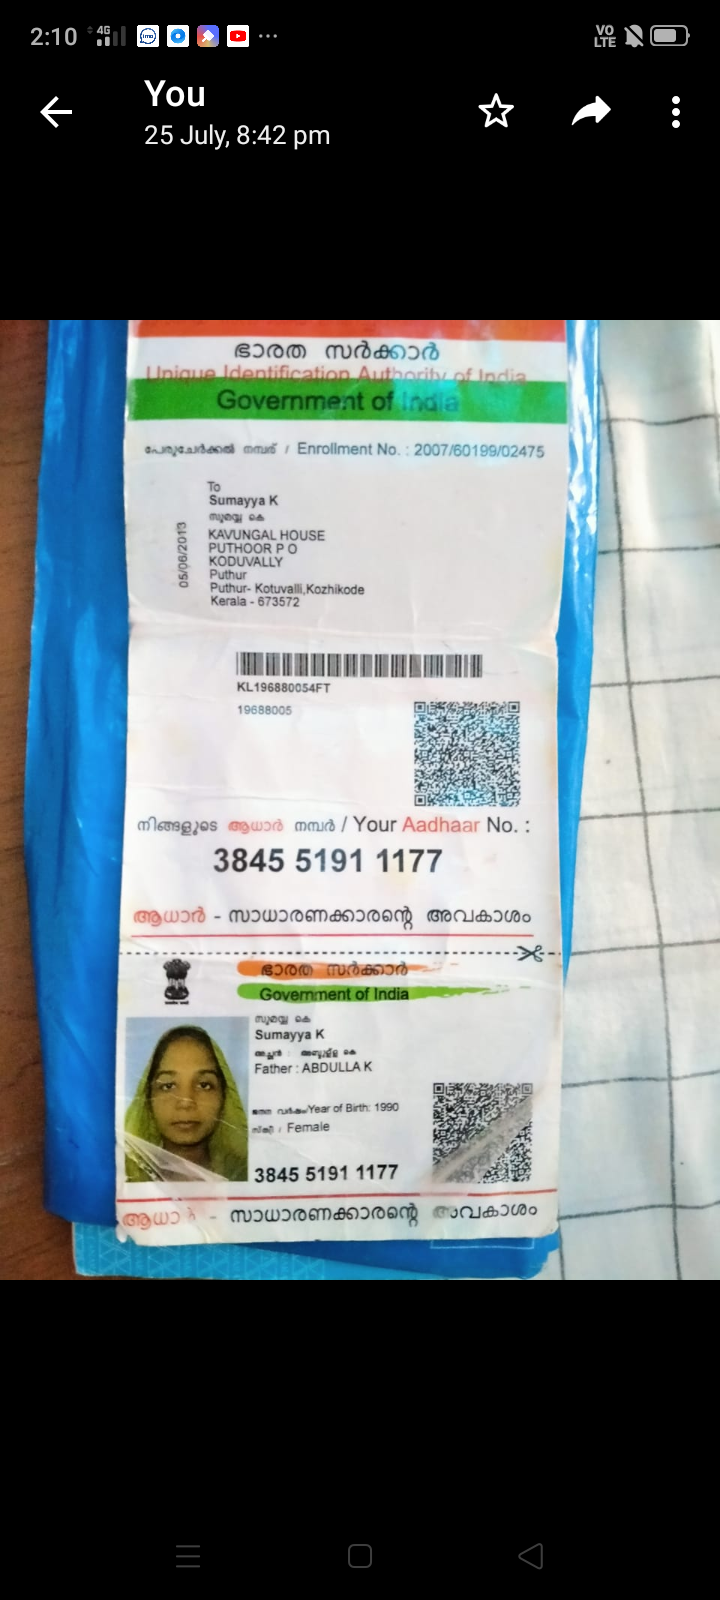 2:10
4G
VO
LTE
You
25 July, 8:42 pm
ഭാരത സർക്കാർ
Unique Identification Authority of India
Government of India
പേരുചേർക്കൽ നമ്പര് / Enrollment No. : 2007/60199/02475
To
Sumayya K
സുമയ്യ കെ
KAVUNGAL HOUSE
PUTHOOR P O
KODUVALLY
Puthur
Puthur- Kotuvalli,Kozhikode
Kerala - 673572
05/06/2013
KL196880054FT
19688005
നിങ്ങളുടെ ആധാർ നമ്പർ / Your Aadhaar No. :
3845 5191 1177
ആധാർ - സാധാരണക്കാരന്റെ അവകാശം
ഭാരത സർക്കാർ
Government of India
സുമയ്യ കെ
Sumayya K
അച്ഛൻ : അബ്ദുള്ള കെ
Father : ABDULLA K
ജനന വർഷം/Year of Birth: 1990
സ്ത്രീ / Female
3845 5191 1177
ആധാർ - സാധാരണക്കാരന്റെ അവകാശം